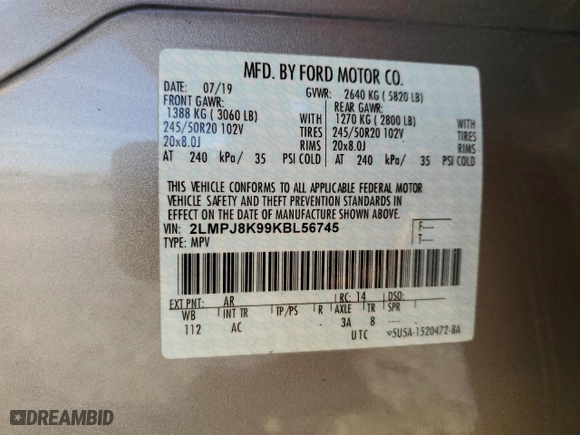 MFD. BY FORD MOTOR CO.
DATE: 07/19 GVWR: 2640 KG ( 5820 LB)
FRONT GAWR: REAR GAWR:
1388 KG ( 3060 LB) WITH 1270 KG ( 2800 LB) WITH
245/50R20 102V TIRES 245/50R20 102V TIRES
20x8.0J RIMS 20x8.0J RIMS
AT 240 kPa/ 35 PSI COLD AT 240 kPa/ 35 PSI COLD
THIS VEHICLE CONFORMS TO ALL APPLICABLE FEDERAL MOTOR
VEHICLE SAFETY AND THEFT PREVENTION STANDARDS IN
EFFECT ON THE DATE OF MANUFACTURE SHOWN ABOVE.
VIN: 2LMPJ8K99KBL56745 F----
TYPE: MPV T----
EXT PNT: AR RC: 14 DSO:
WB INT TR TP/PS R AXLE TR SPR
112 AC 3A 8 ----
UTC ▽5U5A-1520472-BA
DREAMBID